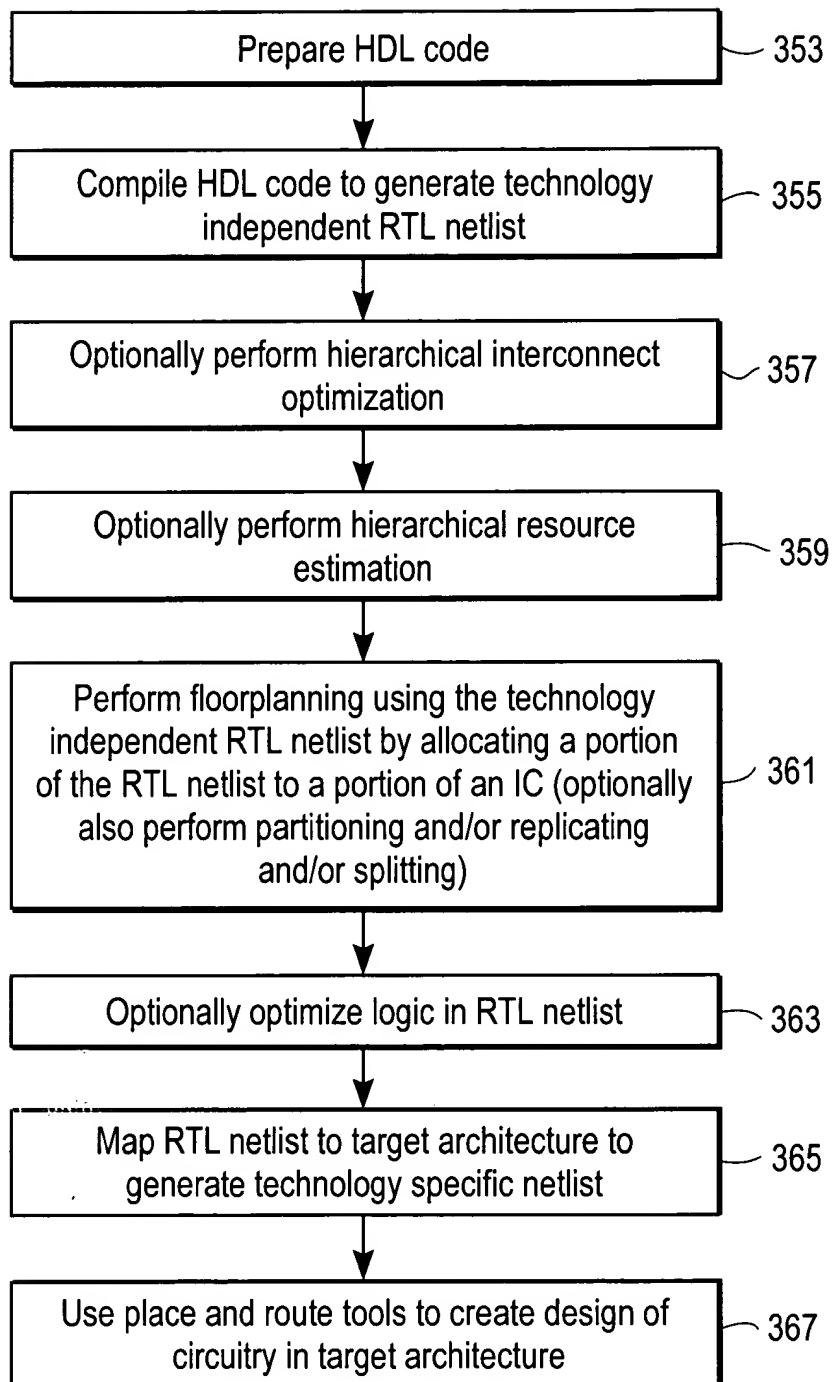 Prepare HDL code
353
Compile HDL code to generate technology
independent RTL netlist
355
Optionally perform hierarchical interconnect
optimization
357
Optionally perform hierarchical resource
estimation
359
Perform floorplanning using the technology
independent RTL netlist by allocating a portion
of the RTL netlist to a portion of an IC (optionally
also perform partitioning and/or replicating
and/or splitting)
361
Optionally optimize logic in RTL netlist
363
Map RTL netlist to target architecture to
generate technology specific netlist
365
Use place and route tools to create design of
circuitry in target architecture
367